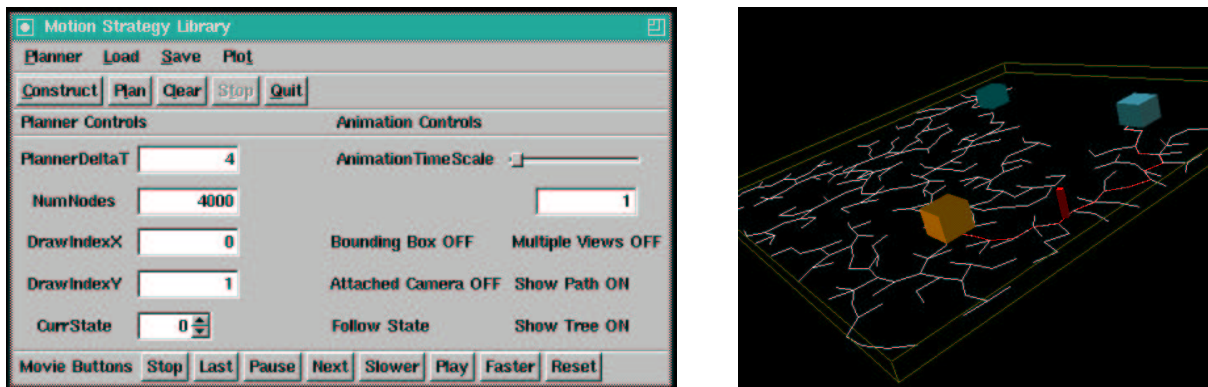 Motion Strategy Library
Planner Load Save Plot
Construct Plan Clear Stop Quit
Planner Controls Animation Controls
PlannerDeltaT 4 AnimationTimeScale
NumNodes 4000 1
DrawIndexX 0 Bounding Box OFF Multiple Views OFF
DrawIndexY 1 Attached Camera OFF Show Path ON
CurrState 0 Follow State Show Tree ON
Movie Buttons Stop Last Pause Next Slower Play Faster Reset